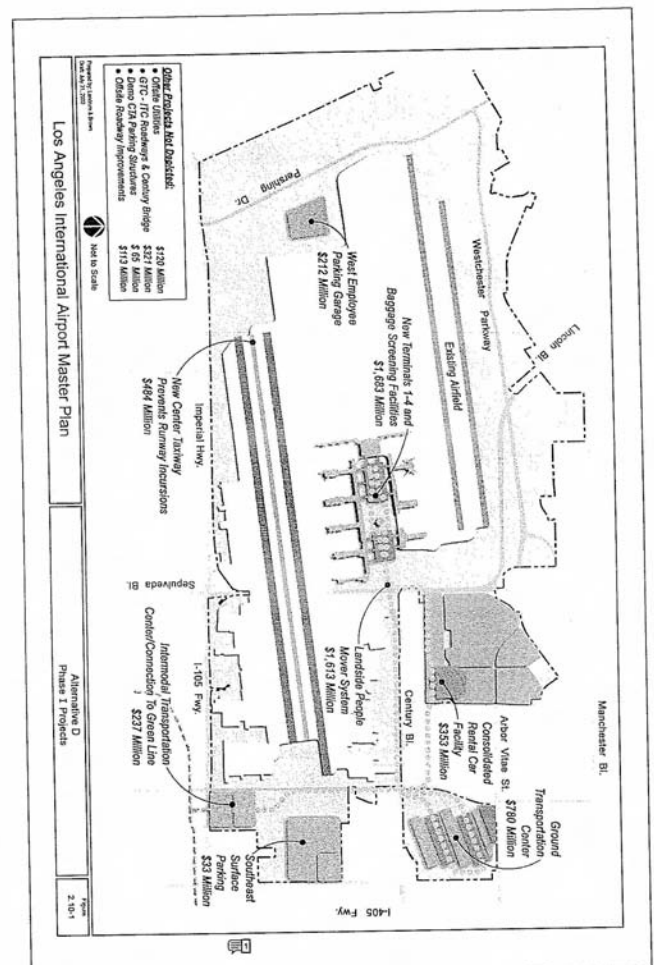 Manchester Bl.
Lincoln Bl.
Westchester Parkway
Existing Airfield
Arbor Vitae St.
Ground
Transportation
Center
$780 Million
Consolidated
Rental Car
Facility
$353 Million
Century Bl.
Landside People
Mover System
$1,613 Million
New Terminals 1-4 and
Baggage Screening Facilities
$1,683 Million
West Employee
Parking Garage
$212 Million
Pershing Dr.
New Center Taxiway
Prevents Runway Incursions
$484 Million
Imperial Hwy.
Sepulveda Bl.
I-105 Fwy.
Intermodal Transportation
Center/Connection To Green Line
$237 Million
Southeast
Surface
Parking
$33 Million
I-405 Fwy.
Other Projects Not Depicted:
• Offsite Utilities $120 Million
• GTC - ITC Roadways & Century Bridge $321 Million
• Demo CTA Parking Structures $ 65 Million
• Offsite Roadway Improvements $113 Million
Not to Scale
Prepared by: Landrum & Brown
Los Angeles International Airport Master Plan
Alternative D
Phase I Projects
Figure
2.10-1